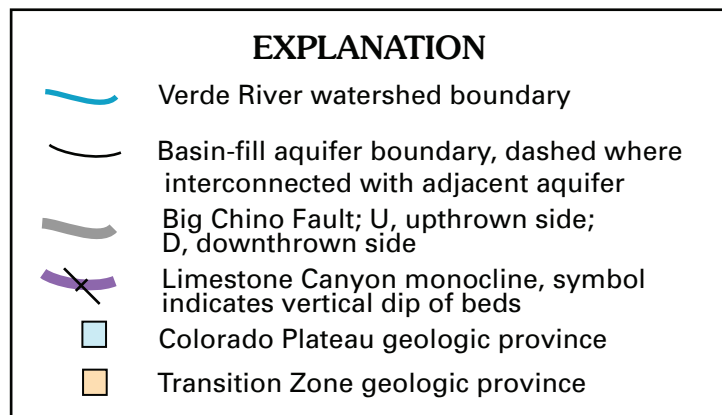 EXPLANATION
Verde River watershed boundary
Basin-fill aquifer boundary, dashed where
interconnected with adjacent aquifer
Big Chino Fault; U, upthrown side;
D, downthrown side
Limestone Canyon monocline, symbol
indicates vertical dip of beds
Colorado Plateau geologic province
Transition Zone geologic province